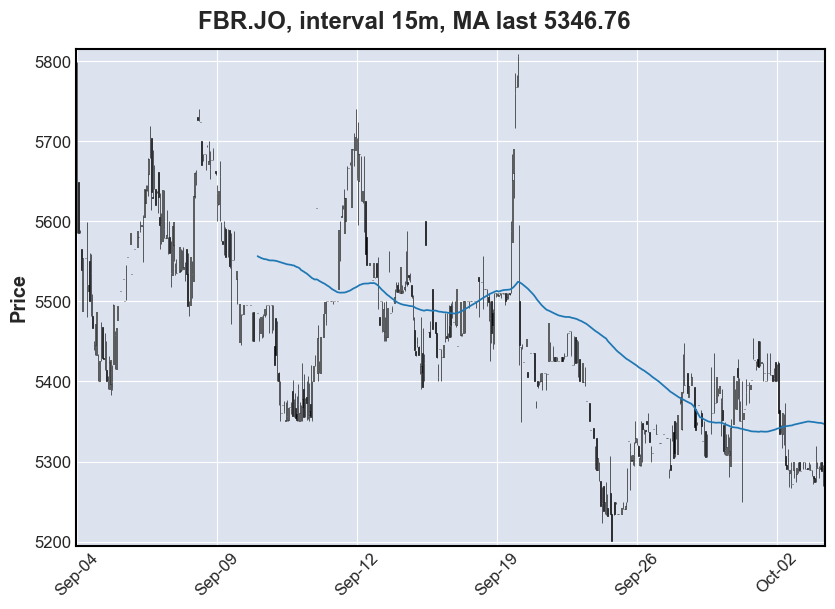 FBR.JO, interval 15m, MA last 5346.76
5800
5700
5600
5500
5400
5300
5200
Price
Sep-04
Sep-09
Sep-12
Sep-19
Sep-26
Oct-02